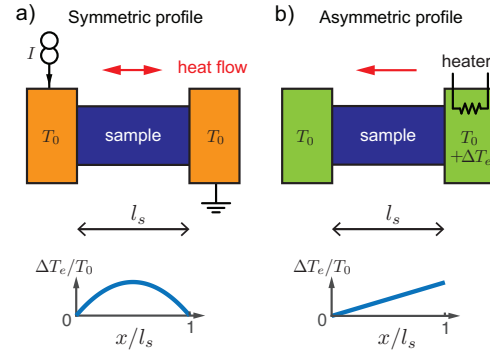 a) Symmetric profile
I
heat flow
T₀
sample
T₀
lₛ
ΔTₑ/T₀
0
1
x/lₛ
b) Asymmetric profile
heater
sample
T₀
+ΔTₑ
lₛ
ΔTₑ/T₀
0
1
x/lₛ
T₀